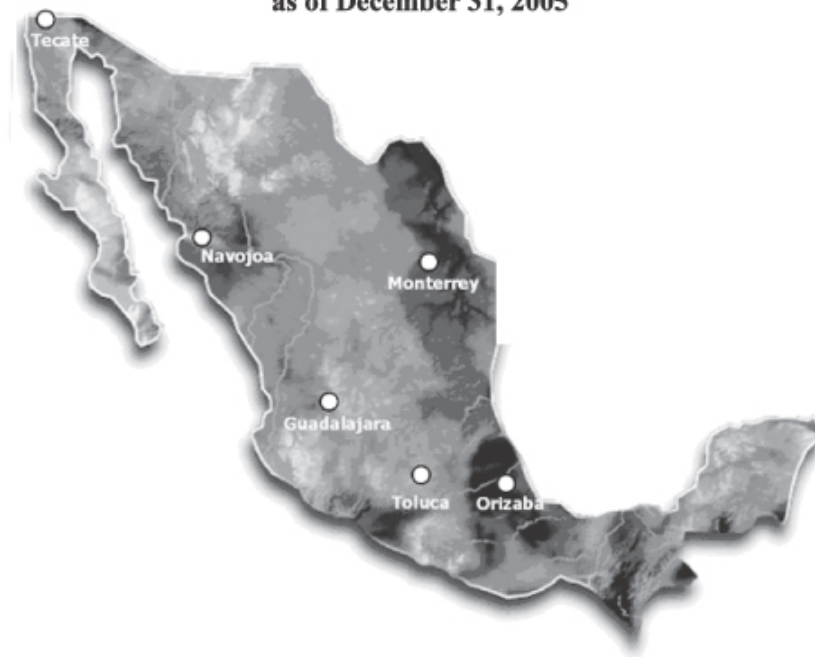 as of December 31, 2005
Tecate
Navojoa
Monterrey
Guadalajara
Toluca
Orizaba